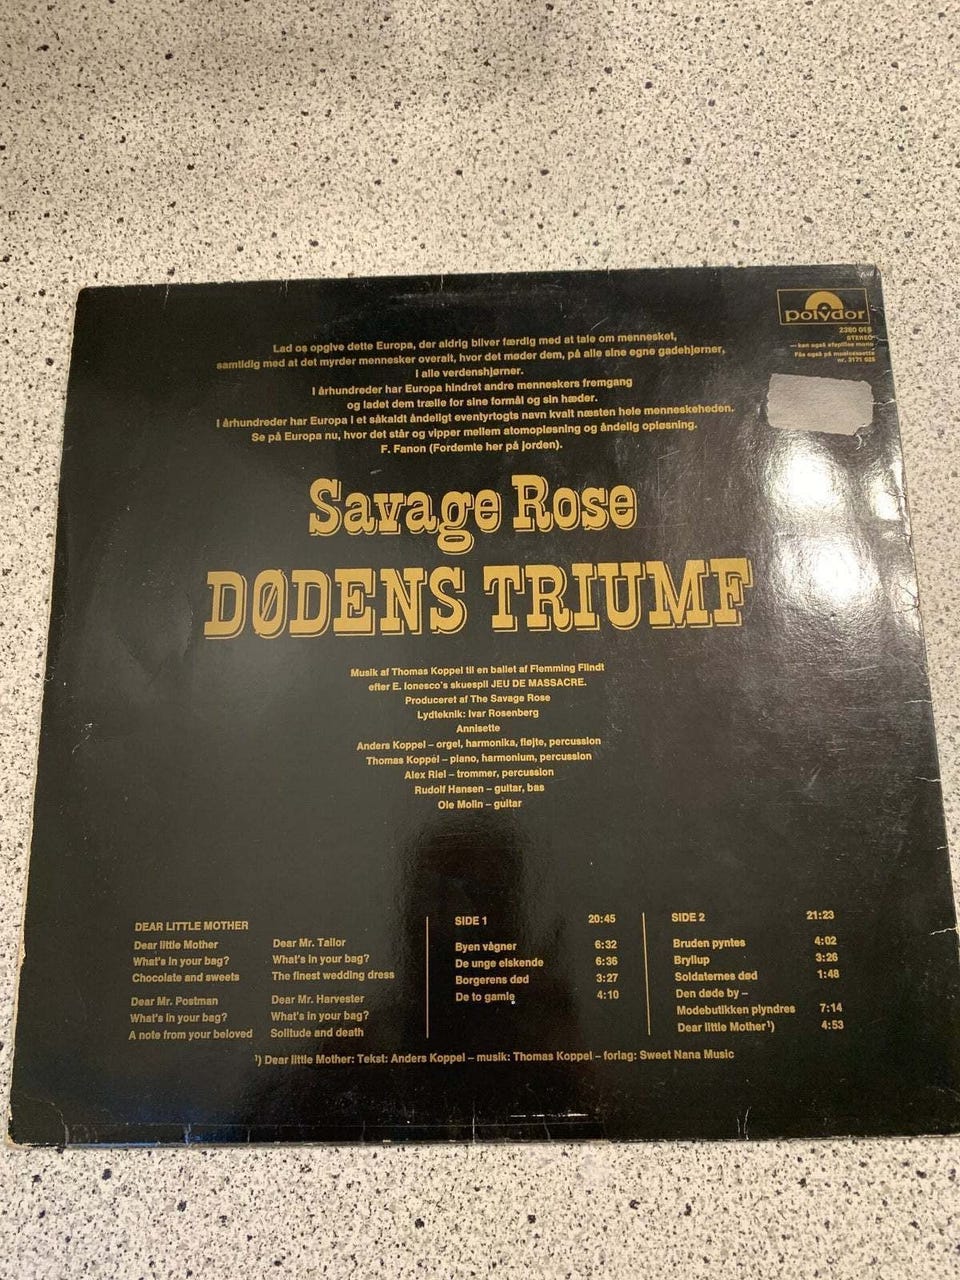 polydor
2380 018
STEREO
– kan også afspilles mono
Fås også på musicassette
nr. 3171 025
Lad os opgive dette Europa, der aldrig bliver færdig med at tale om mennesket,
samtidig med at det myrder mennesker overalt, hvor det møder dem, på alle sine egne gadehjørner,
i alle verdenshjørner.
I århundreder har Europa hindret andre menneskers fremgang
og ladet dem trælle for sine formål og sin hæder.
I århundreder har Europa i et såkaldt åndeligt eventyrtogts navn kvalt næsten hele menneskeheden.
Se på Europa nu, hvor det står og vipper mellem atomopløsning og åndelig opløsning.
F. Fanon (Fordømte her på jorden).
Savage Rose
DØDENS TRIUMF
Musik af Thomas Koppel til en ballet af Flemming Flindt
efter E. Ionesco's skuespil JEU DE MASSACRE.
Produceret af The Savage Rose
Lydteknik: Ivar Rosenberg
Annisette
Anders Koppel – orgel, harmonika, fløjte, percussion
Thomas Koppel – piano, harmonium, percussion
Alex Riel – trommer, percussion
Rudolf Hansen – guitar, bas
Ole Molin – guitar
DEAR LITTLE MOTHER
Dear little Mother
What's in your bag?
Chocolate and sweets
Dear Mr. Postman
What's in your bag?
A note from your beloved
Dear Mr. Tailor
What's in your bag?
The finest wedding dress
Dear Mr. Harvester
What's in your bag?
Solitude and death
SIDE 1 20:45
Byen vågner 6:32
De unge elskende 6:36
Borgerens død 3:27
De to gamle 4:10
SIDE 2 21:23
Bruden pyntes 4:02
Bryllup 3:26
Soldaternes død 1:48
Den døde by –
Modebutikken plyndres 7:14
Dear little Mother¹) 4:53
¹) Dear little Mother: Tekst: Anders Koppel – musik: Thomas Koppel – forlag: Sweet Nana Music